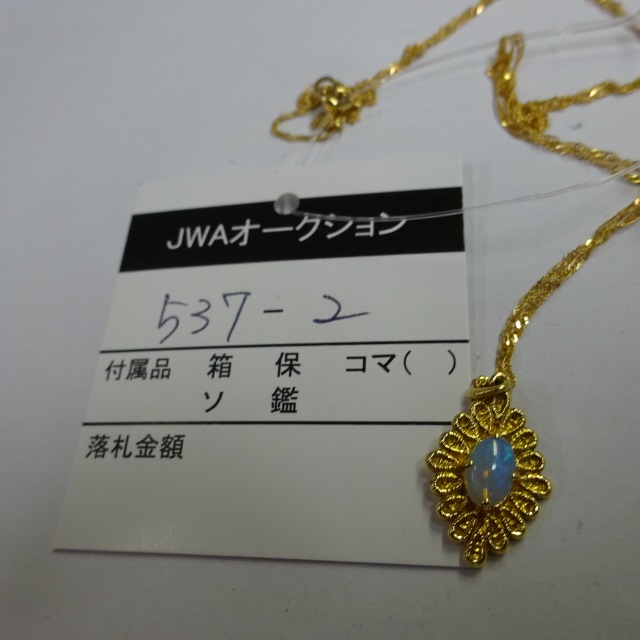 JWAオークション
537-2
付属品 箱 保 コマ( )
ソ 鑑
落札金額